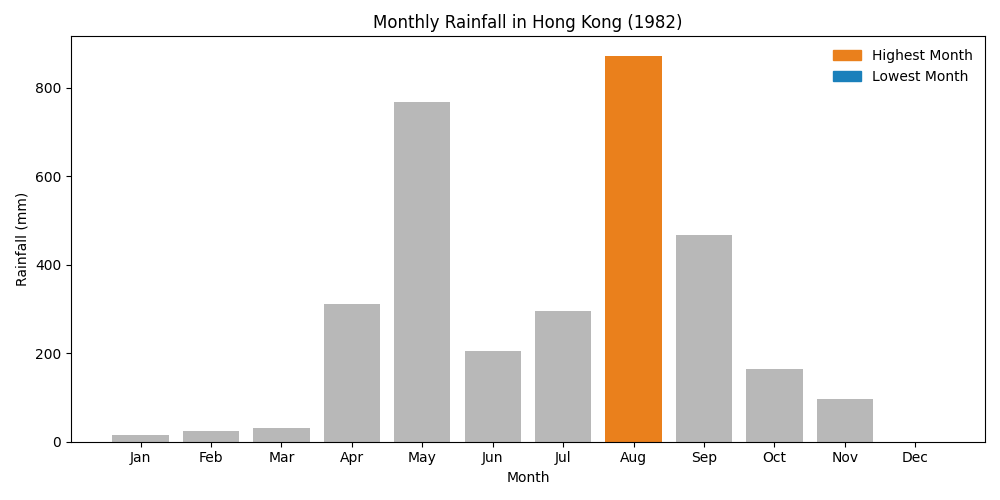 Monthly Rainfall in Hong Kong (1982)
Highest Month
Lowest Month
Rainfall (mm)
800
600
400
200
0
Jan Feb Mar Apr May Jun Jul Aug Sep Oct Nov Dec
Month